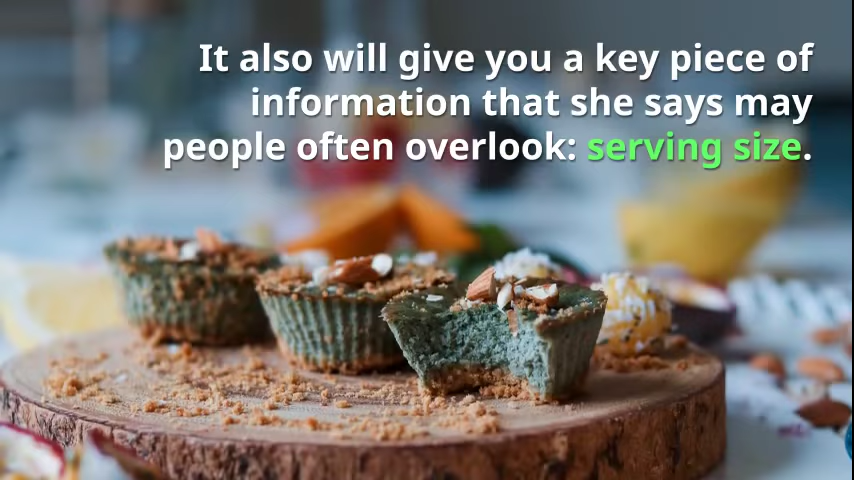 It also will give you a key piece of
information that she says may
people often overlook: serving size.